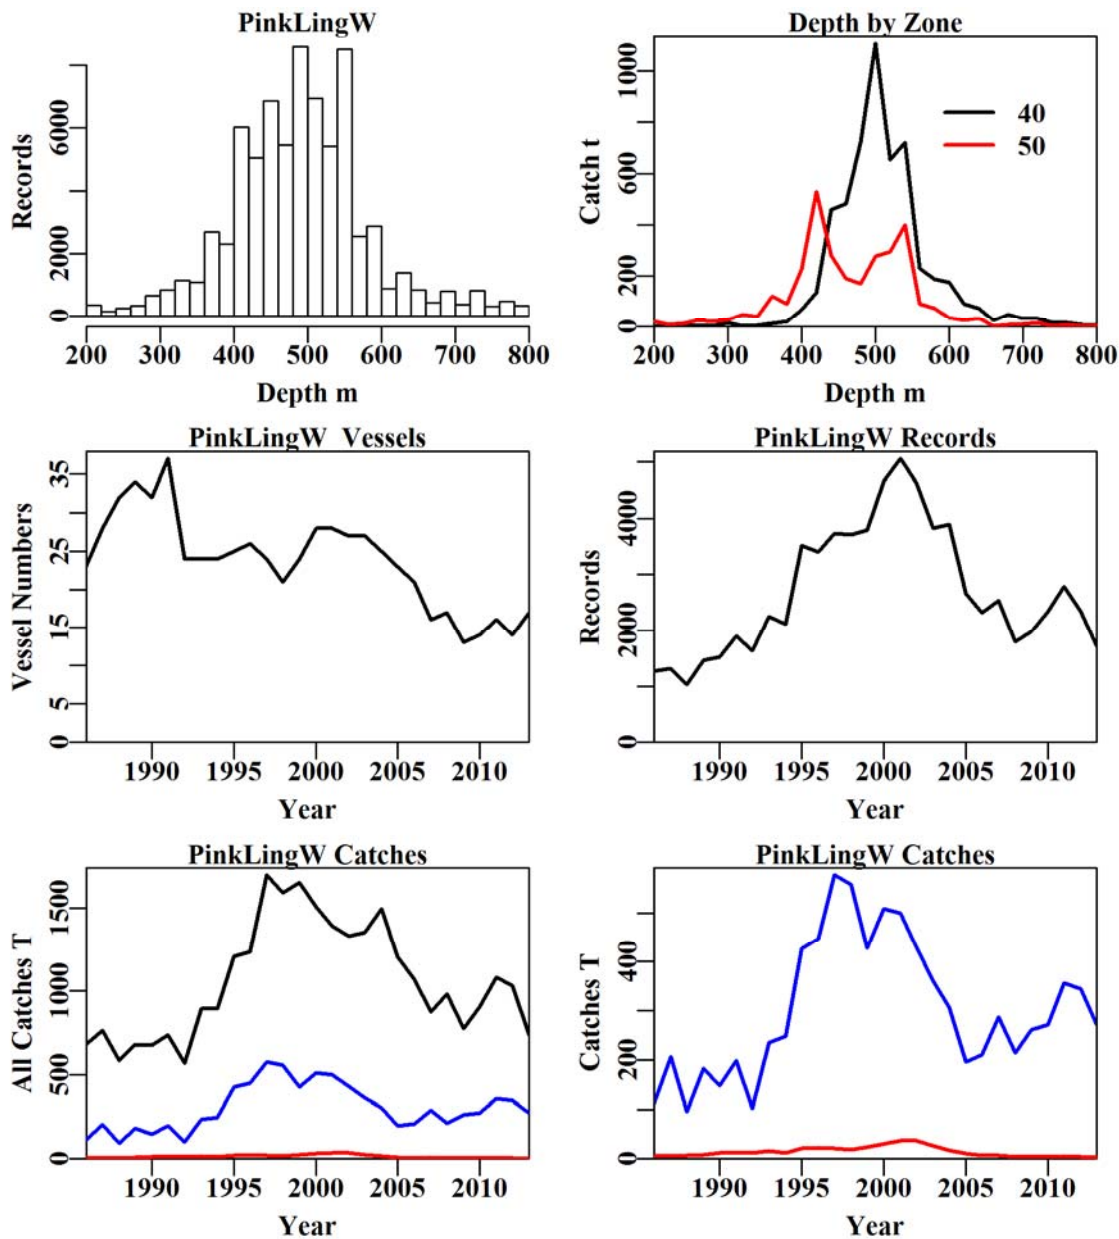 PinkLingW
Records
0 2000 6000
200 300 400 500 600 700 800
Depth m
Depth by Zone
Catch t
0 200 600 1000
40
50
200 300 400 500 600 700 800
Depth m
PinkLingW Vessels
Vessel Numbers
0 5 15 25 35
1990 1995 2000 2005 2010
Year
PinkLingW Records
Records
0 2000 4000
1990 1995 2000 2005 2010
Year
PinkLingW Catches
All Catches T
0 500 1000 1500
1990 1995 2000 2005 2010
Year
PinkLingW Catches
Catches T
0 200 400
1990 1995 2000 2005 2010
Year